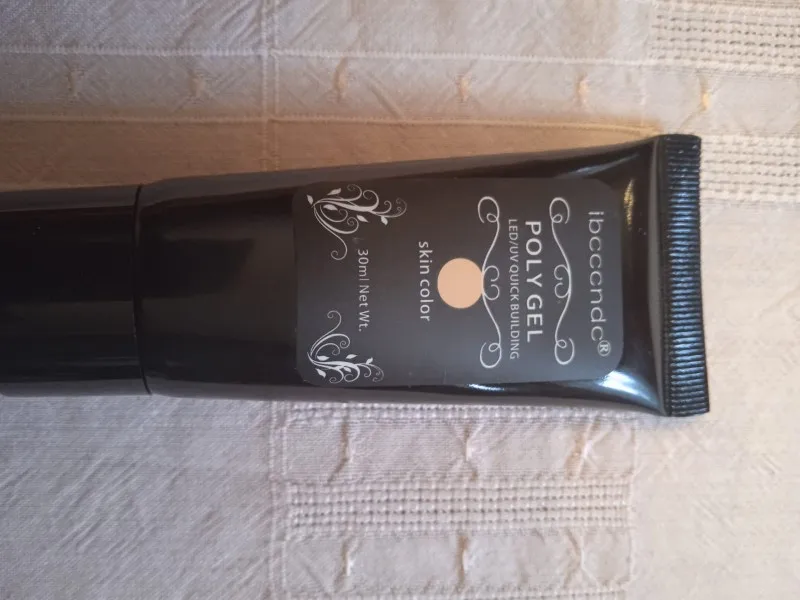 ibcccndc®
POLY GEL
LED/UV QUICK BUILDING
skin color
30ml Net Wt.